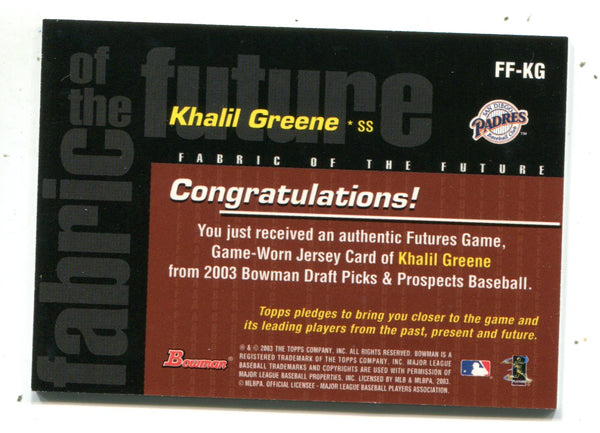 fabric
of the
future
FF-KG
Khalil Greene * SS
SAN DIEGO
PADRES
Baseball Club
TM
FABRIC OF THE FUTURE
Congratulations!
You just received an authentic Futures Game,
Game-Worn Jersey Card of Khalil Greene
from 2003 Bowman Draft Picks & Prospects Baseball.
Topps pledges to bring you closer to the game and
its leading players from the past, present and future.
Bowman
® & © 2003 THE TOPPS COMPANY, INC. ALL RIGHTS RESERVED. BOWMAN IS A
REGISTERED TRADEMARK OF THE TOPPS COMPANY, INC. MAJOR LEAGUE
BASEBALL TRADEMARKS AND COPYRIGHTS ARE USED WITH PERMISSION OF
MAJOR LEAGUE BASEBALL PROPERTIES, INC. LICENSED BY MLB & MLBPA, 2003.
© MLBPA. OFFICIAL LICENSEE - MAJOR LEAGUE BASEBALL PLAYERS ASSOCIATION.